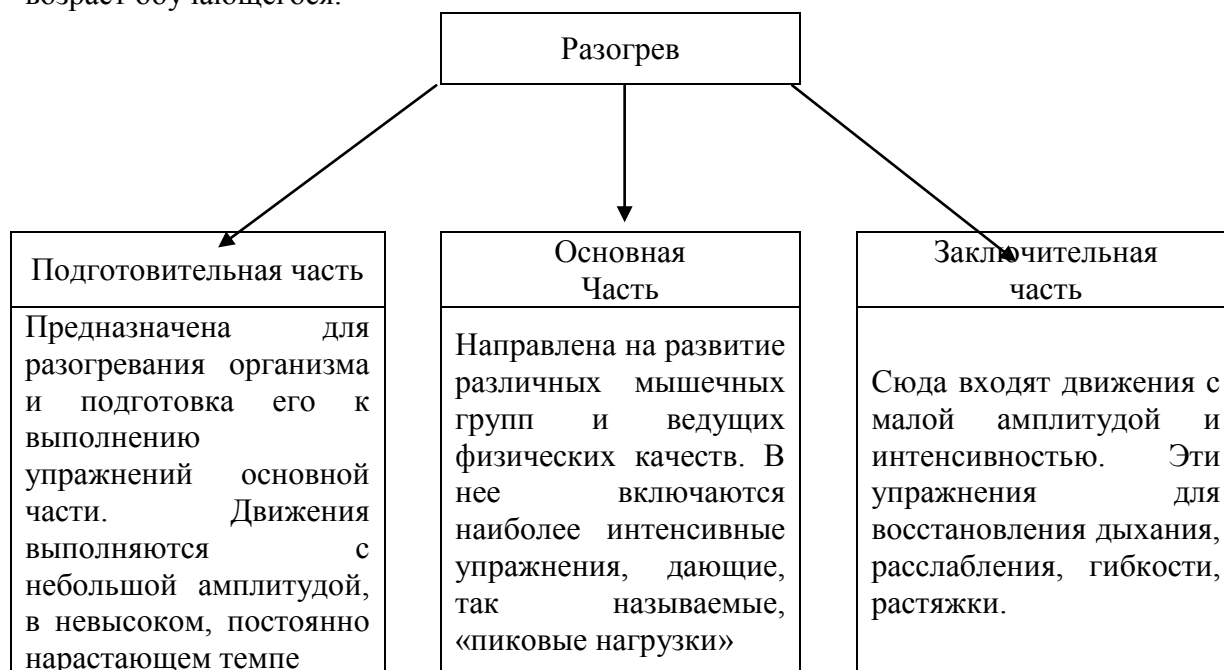 возраст обучающегося.
Разогрев
Подготовительная часть
Предназначена для
разогревания организма
и подготовка его к
выполнению
упражнений основной
части. Движения
выполняются с
небольшой амплитудой,
в невысоком, постоянно
нарастающем темпе
Основная
Часть
Направлена на развитие
различных мышечных
групп и ведущих
физических качеств. В
нее включаются
наиболее интенсивные
упражнения, дающие,
так называемые,
«пиковые нагрузки»
Заключительная
часть
Сюда входят движения с
малой амплитудой и
интенсивностью. Эти
упражнения для
восстановления дыхания,
расслабления, гибкости,
растяжки.